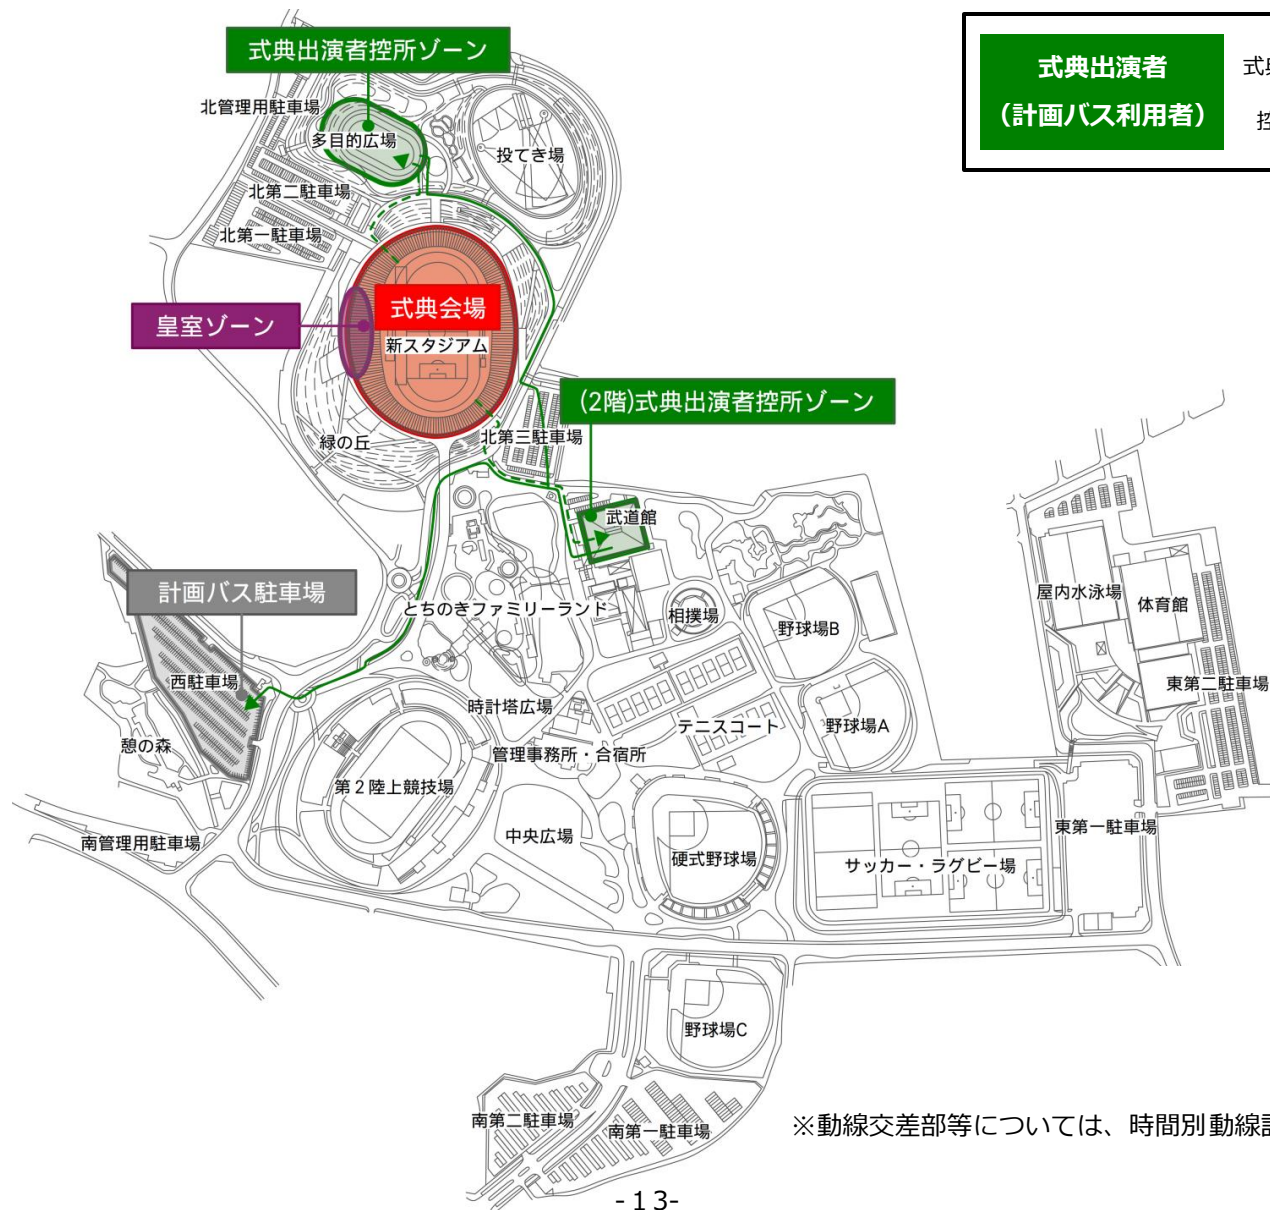 式典出演者控所ゾーン
式典出演者
(計画バス利用者)
式典
控
北管理用駐車場
多目的広場
投てき場
北第二駐車場
北第一駐車場
皇室ゾーン
式典会場
新スタジアム
(2階)式典出演者控所ゾーン
緑の丘
北第三駐車場
武道館
計画バス駐車場
とちのきファミリーランド
相撲場
野球場B
屋内水泳場
体育館
西駐車場
東第二駐車場
時計塔広場
テニスコート
野球場A
憩の森
管理事務所・合宿所
第2陸上競技場
南管理用駐車場
中央広場
硬式野球場
サッカー・ラグビー場
東第一駐車場
野球場C
南第二駐車場
南第一駐車場
※動線交差部等については、時間別動線計
-13-